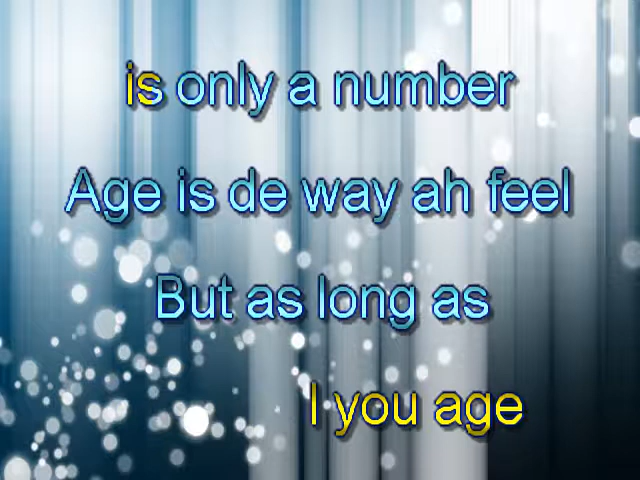 is only a number
Age is de way ah feel
But as long as
l you age